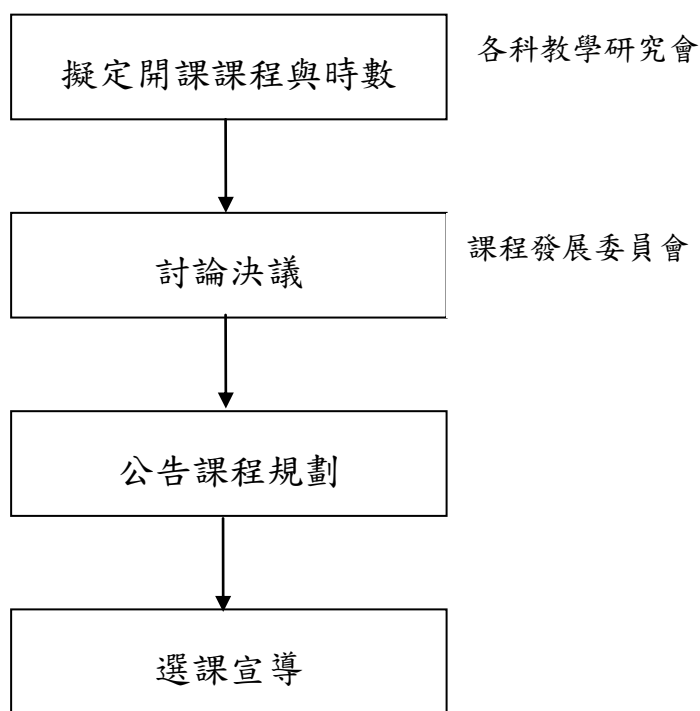 擬定開課課程與時數
各科教學研究會
討論決議
課程發展委員會
公告課程規劃
選課宣導